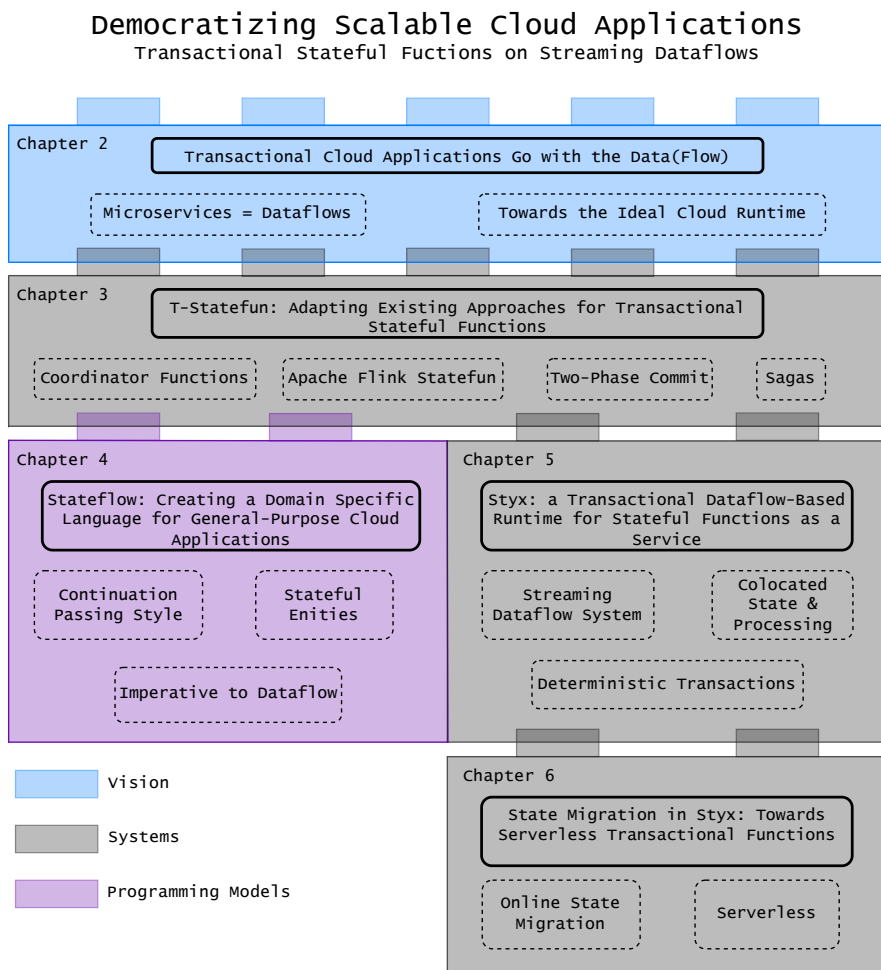 Democratizing Scalable Cloud Applications
Transactional Stateful Fuctions on Streaming Dataflows
Chapter 2
Transactional Cloud Applications Go with the Data(Flow)
Microservices = Dataflows
Towards the Ideal Cloud Runtime
Chapter 3
T-Statefun: Adapting Existing Approaches for Transactional
Stateful Functions
Coordinator Functions
Apache Flink Statefun
Two-Phase Commit
Sagas
Chapter 4
Stateflow: Creating a Domain Specific
Language for General-Purpose Cloud
Applications
Continuation
Passing Style
Stateful
Enities
Imperative to Dataflow
Chapter 5
Styx: a Transactional Dataflow-Based
Runtime for Stateful Functions as a
Service
Streaming
Dataflow System
Colocated
State &
Processing
Deterministic Transactions
Chapter 6
State Migration in Styx: Towards
Serverless Transactional Functions
Online State
Migration
Serverless
Vision
Systems
Programming Models